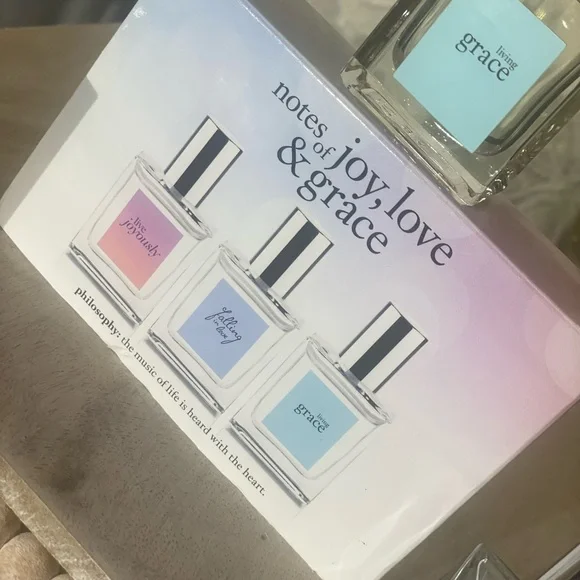 living
grace
notes
of joy, love
& grace
live
joyously
falling
in love
living
grace
philosophy: the music of life is heard with the heart.